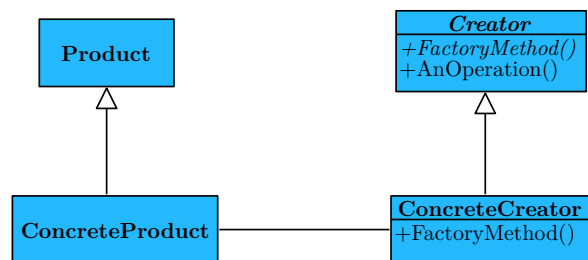 Product
Creator
+FactoryMethod()
+AnOperation()
ConcreteProduct
ConcreteCreator
+FactoryMethod()